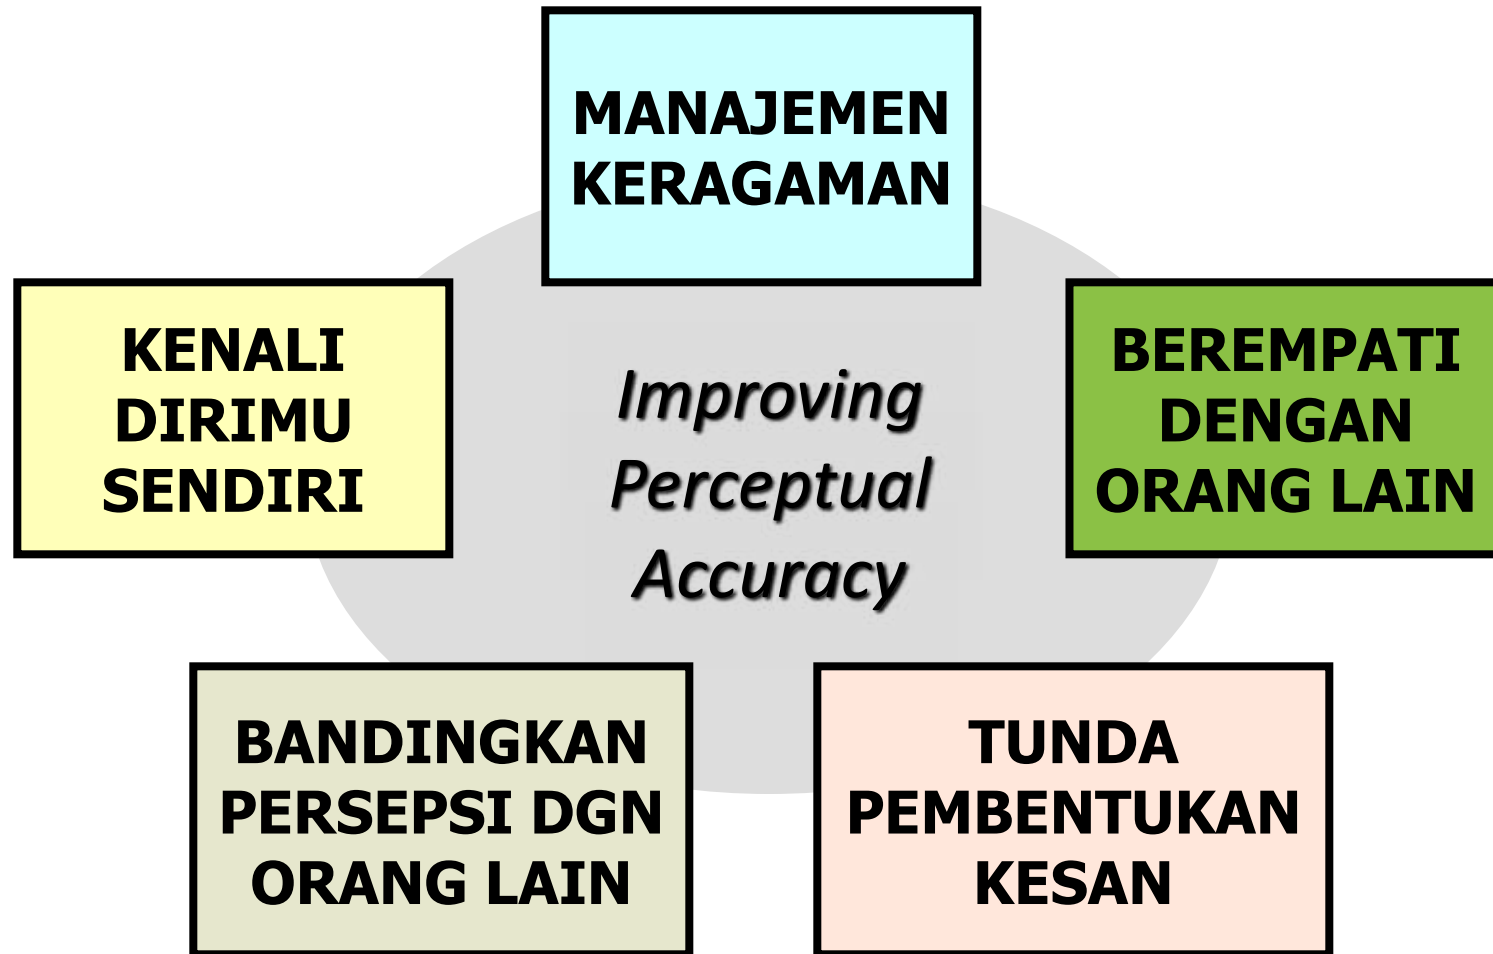 MANAJEMEN
KERAGAMAN
KENALI
DIRIMU
SENDIRI
Improving
Perceptual
Accuracy
BEREMPATI
DENGAN
ORANG LAIN
BANDINGKAN
PERSEPSI DGN
ORANG LAIN
TUNDA
PEMBENTUKAN
KESAN